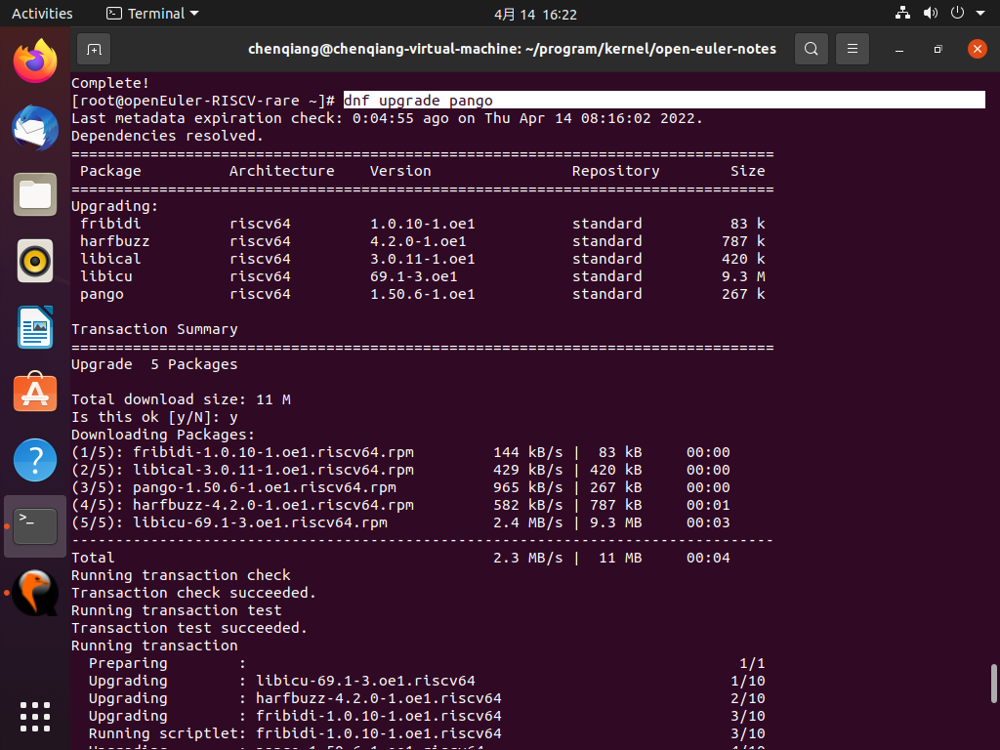 Activities Terminal 4月 14 16:22
chenqiang@chenqiang-virtual-machine: ~/program/kernel/open-euler-notes
Complete!
[root@openEuler-RISCV-rare ~]# dnf upgrade pango
Last metadata expiration check: 0:04:55 ago on Thu Apr 14 08:16:02 2022.
Dependencies resolved.
================================================================================
 Package          Architecture    Version                Repository        Size
================================================================================
Upgrading:
 fribidi          riscv64         1.0.10-1.oe1           standard          83 k
 harfbuzz         riscv64         4.2.0-1.oe1            standard         787 k
 libical          riscv64         3.0.11-1.oe1           standard         420 k
 libicu           riscv64         69.1-3.oe1             standard         9.3 M
 pango            riscv64         1.50.6-1.oe1           standard         267 k
Transaction Summary
================================================================================
Upgrade  5 Packages
Total download size: 11 M
Is this ok [y/N]: y
Downloading Packages:
(1/5): fribidi-1.0.10-1.oe1.riscv64.rpm         144 kB/s |  83 kB     00:00
(2/5): libical-3.0.11-1.oe1.riscv64.rpm         429 kB/s | 420 kB     00:00
(3/5): pango-1.50.6-1.oe1.riscv64.rpm           965 kB/s | 267 kB     00:00
(4/5): harfbuzz-4.2.0-1.oe1.riscv64.rpm         582 kB/s | 787 kB     00:01
(5/5): libicu-69.1-3.oe1.riscv64.rpm            2.4 MB/s | 9.3 MB     00:03
--------------------------------------------------------------------------------
Total                                           2.3 MB/s |  11 MB     00:04
Running transaction check
Transaction check succeeded.
Running transaction test
Transaction test succeeded.
Running transaction
  Preparing        :                                                        1/1
  Upgrading        : libicu-69.1-3.oe1.riscv64                             1/10
  Upgrading        : harfbuzz-4.2.0-1.oe1.riscv64                          2/10
  Upgrading        : fribidi-1.0.10-1.oe1.riscv64                          3/10
  Running scriptlet: fribidi-1.0.10-1.oe1.riscv64                          3/10
  Upgrading        : pango-1.50.6-1.oe1.riscv64                            4/10